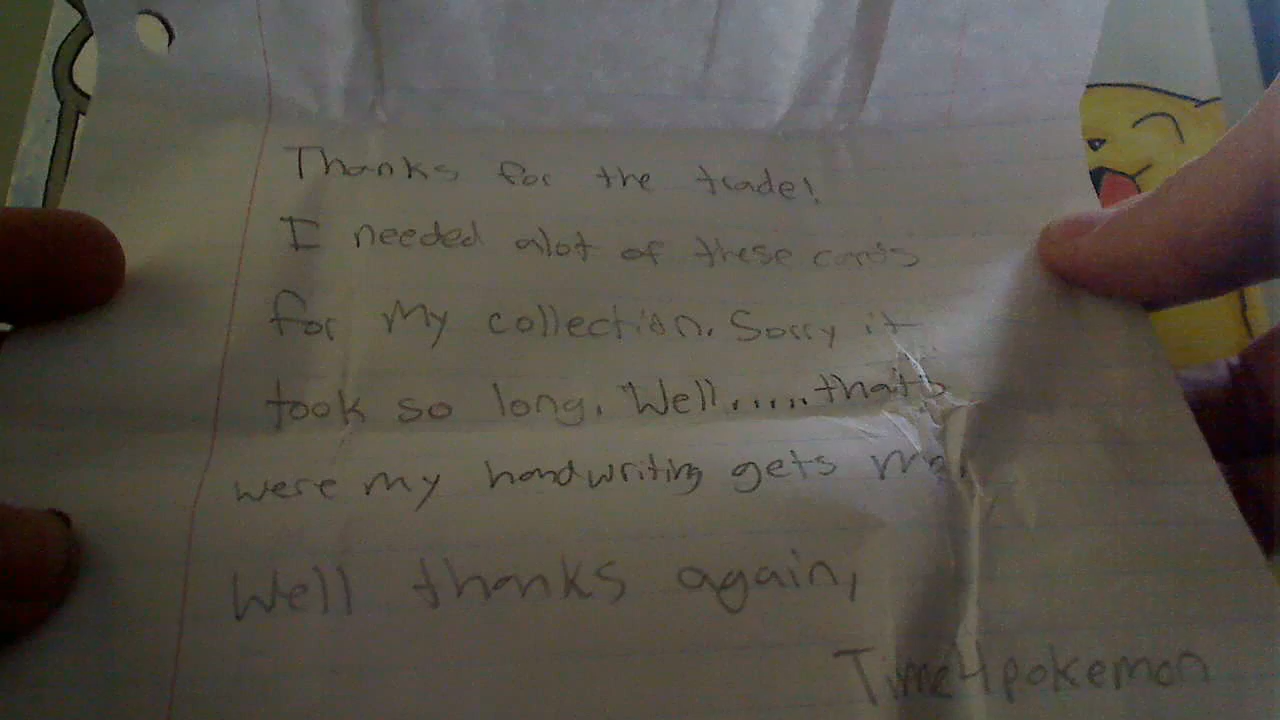 Thanks for the trade!
I needed alot of these cards
for my collection. Sorry it
took so long. Well.....that's
were my handwriting gets me.
Well thanks again,
Time4pokemon